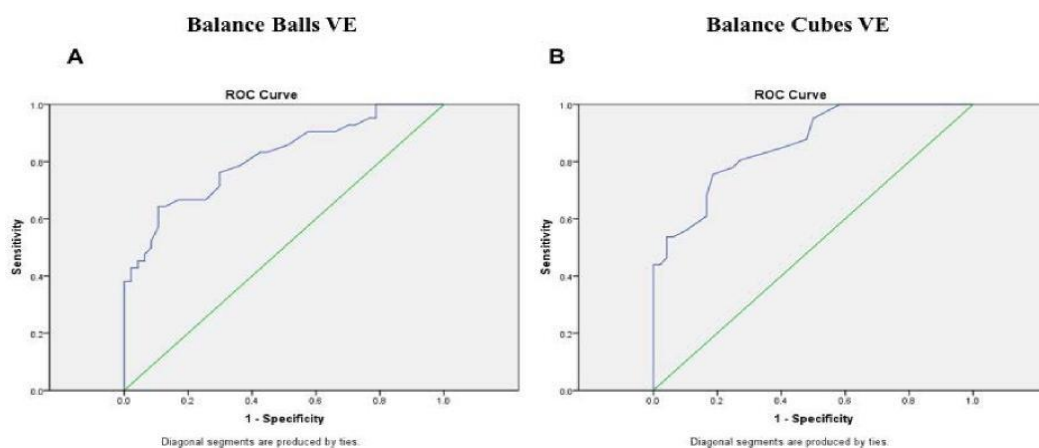 Balance Balls VE
A
ROC Curve
1.0
0.8
0.6
0.4
0.2
0.0
Sensitivity
0.0 0.2 0.4 0.6 0.8 1.0
1 - Specificity
Diagonal segments are produced by ties.
Balance Cubes VE
B
ROC Curve
1.0
0.8
0.6
0.4
0.2
0.0
Sensitivity
0.0 0.2 0.4 0.6 0.8 1.0
1 - Specificity
Diagonal segments are produced by ties.